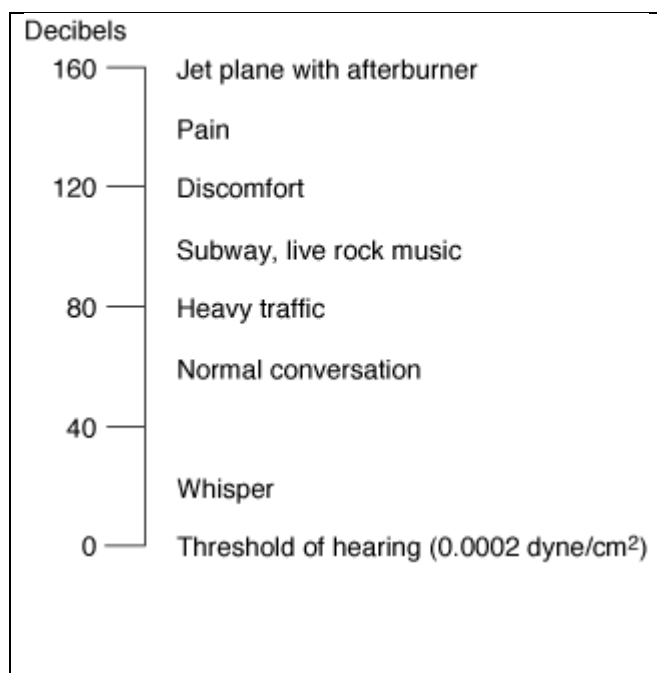 Decibels
160 Jet plane with afterburner
Pain
120 Discomfort
Subway, live rock music
80 Heavy traffic
Normal conversation
40
Whisper
0 Threshold of hearing (0.0002 dyne/cm²)